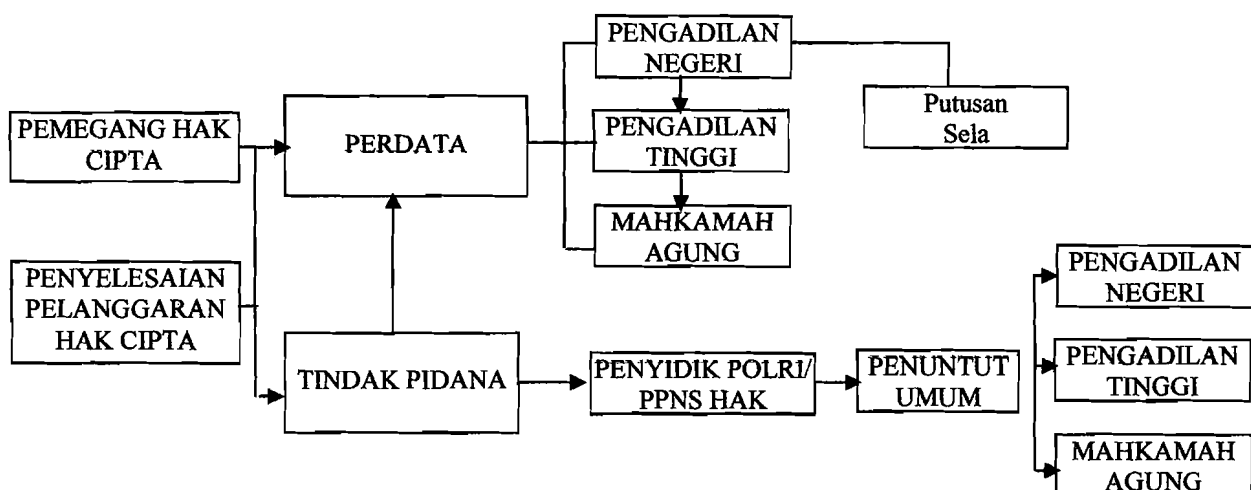 PEMEGANG HAK
CIPTA
PENYELESAIAN
PELANGGARAN
HAK CIPTA
PERDATA
TINDAK PIDANA
PENGADILAN
NEGERI
PENGADILAN
TINGGI
MAHKAMAH
AGUNG
Putusan
Sela
PENYIDIK POLRI/
PPNS HAK
PENUNTUT
UMUM
PENGADILAN
NEGERI
PENGADILAN
TINGGI
MAHKAMAH
AGUNG